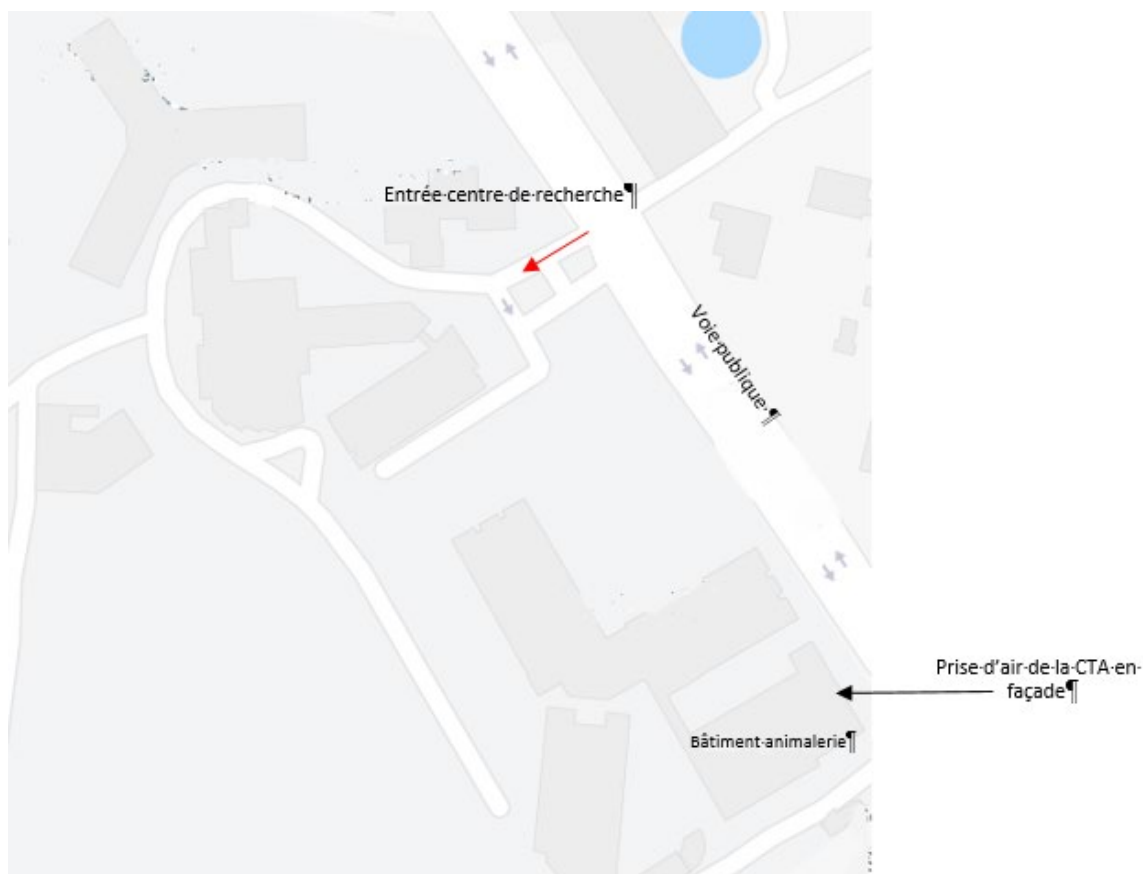 Entrée·centre·de·recherche¶
Voie·publique·¶
Prise·d’air·de·la·CTA·en·
façade¶
Bâtiment·animalerie¶